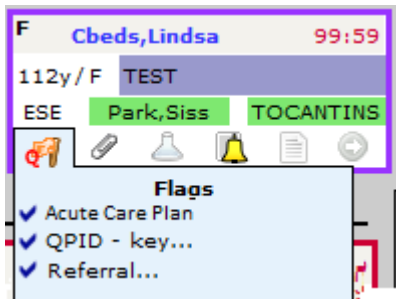 F Cbeds,Lindsa 99:59
112y/F TEST
ESE Park,Siss TOCANTINS
Q
Flags
Acute Care Plan
QPID - key...
Referral...